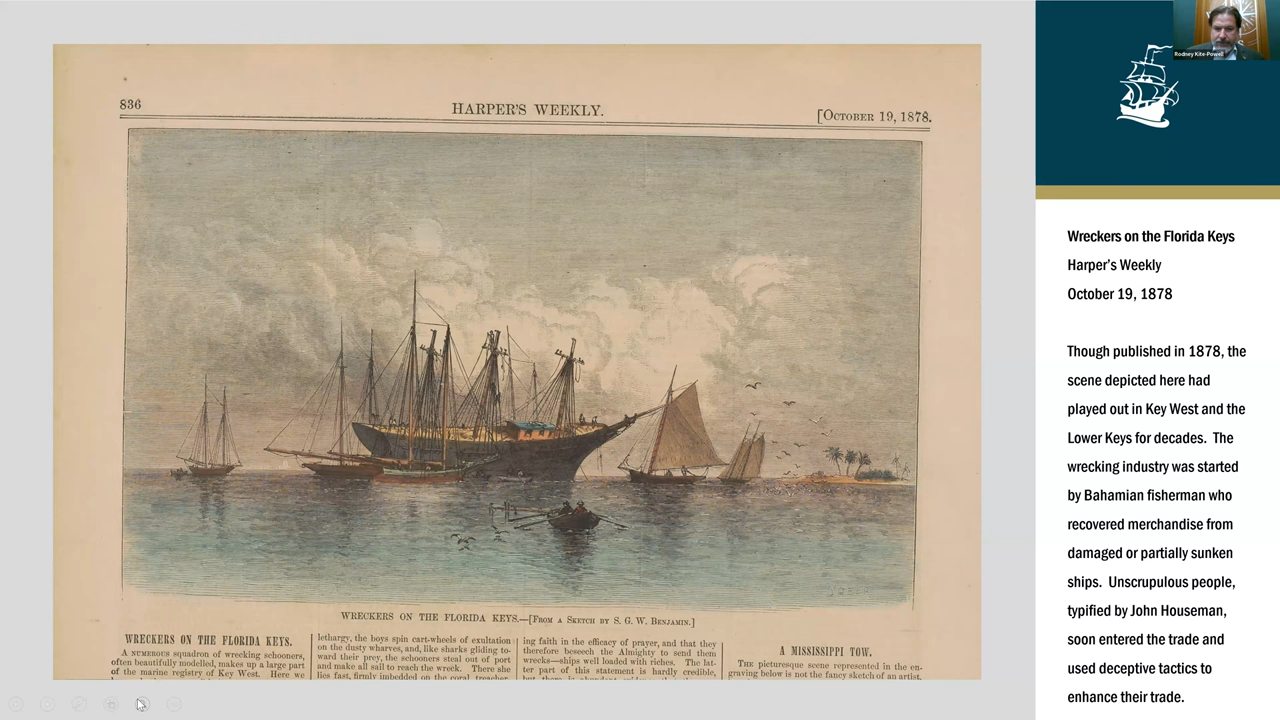 836
HARPER'S WEEKLY.
[OCTOBER 19, 1878.
WRECKERS ON THE FLORIDA KEYS.—[FROM A SKETCH BY S. G. W. BENJAMIN.]
WRECKERS ON THE FLORIDA KEYS.
A NUMEROUS squadron of wrecking schooners,
often beautifully modelled, makes up a large part
of the marine registry of Key West. Here we
lethargy, the boys spin cart-wheels of exultation
on the dusty wharves, and, like sharks gliding to-
ward their prey, the schooners steal out of port
and make all sail to reach the wreck. There she
lies fast, firmly imbedded on the coral treacher-
ing faith in the efficacy of prayer, and that they
therefore beseech the Almighty to send them
wrecks—ships well loaded with riches. The lat-
ter part of this statement is hardly credible,
A MISSISSIPPI TOW.
THE picturesque scene represented in the en-
graving below is not the fancy sketch of an artist,
Rodney Kite-Powell
Wreckers on the Florida Keys
Harper's Weekly
October 19, 1878
Though published in 1878, the
scene depicted here had
played out in Key West and the
Lower Keys for decades. The
wrecking industry was started
by Bahamian fisherman who
recovered merchandise from
damaged or partially sunken
ships. Unscrupulous people,
typified by John Houseman,
soon entered the trade and
used deceptive tactics to
enhance their trade.